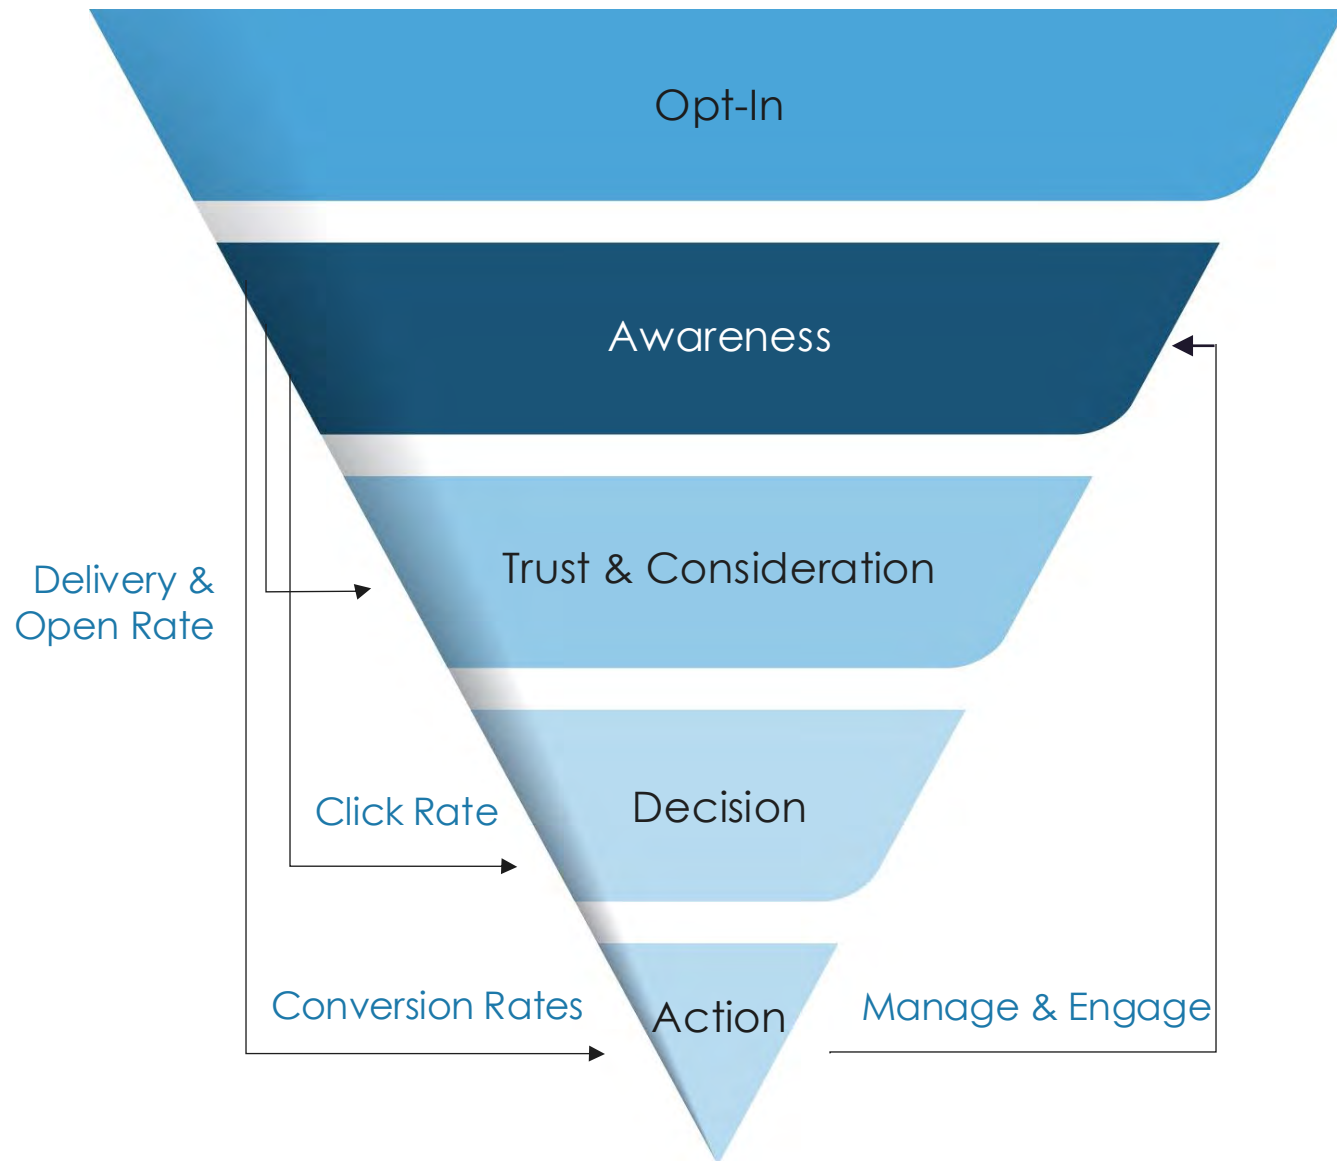 Opt-In
Awareness
Trust & Consideration
Delivery &
Open Rate
Decision
Click Rate
Action
Conversion Rates
Manage & Engage